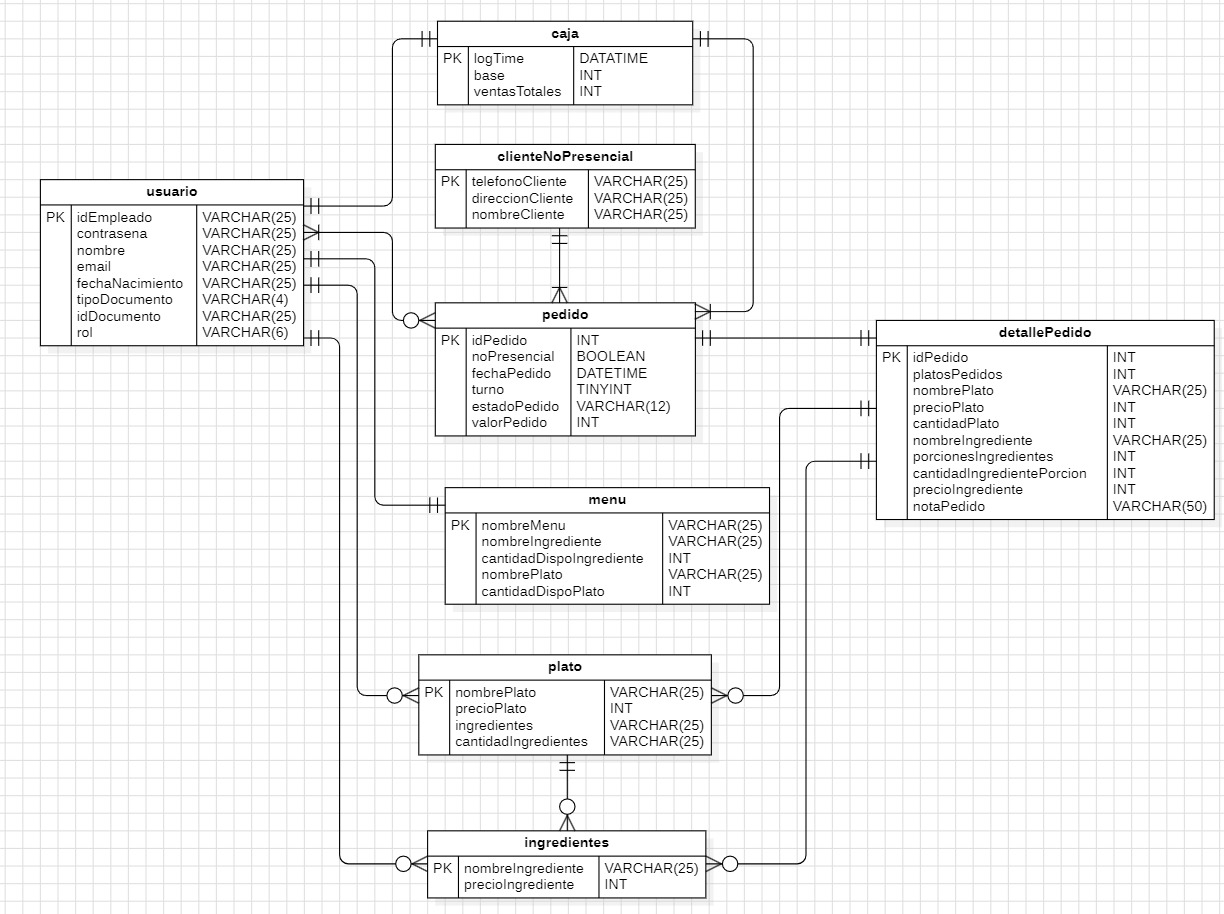 caja
PK logTime DATATIME
base INT
ventasTotales INT
clienteNoPresencial
PK telefonoCliente VARCHAR(25)
direccionCliente VARCHAR(25)
nombreCliente VARCHAR(25)
usuario
PK idEmpleado VARCHAR(25)
contrasena VARCHAR(25)
nombre VARCHAR(25)
email VARCHAR(25)
fechaNacimiento VARCHAR(25)
tipoDocumento VARCHAR(4)
idDocumento VARCHAR(25)
rol VARCHAR(6)
pedido
PK idPedido INT
noPresencial BOOLEAN
fechaPedido DATETIME
turno TINYINT
estadoPedido VARCHAR(12)
valorPedido INT
detallePedido
PK idPedido INT
platosPedidos INT
nombrePlato VARCHAR(25)
precioPlato INT
cantidadPlato INT
nombreIngrediente VARCHAR(25)
porcionesIngredientes INT
cantidadIngredientePorcion INT
precioIngrediente INT
notaPedido VARCHAR(50)
menu
PK nombreMenu VARCHAR(25)
nombreIngrediente VARCHAR(25)
cantidadDispoIngrediente INT
nombrePlato VARCHAR(25)
cantidadDispoPlato INT
plato
PK nombrePlato VARCHAR(25)
precioPlato INT
ingredientes VARCHAR(25)
cantidadIngredientes VARCHAR(25)
ingredientes
PK nombreIngrediente VARCHAR(25)
precioIngrediente INT